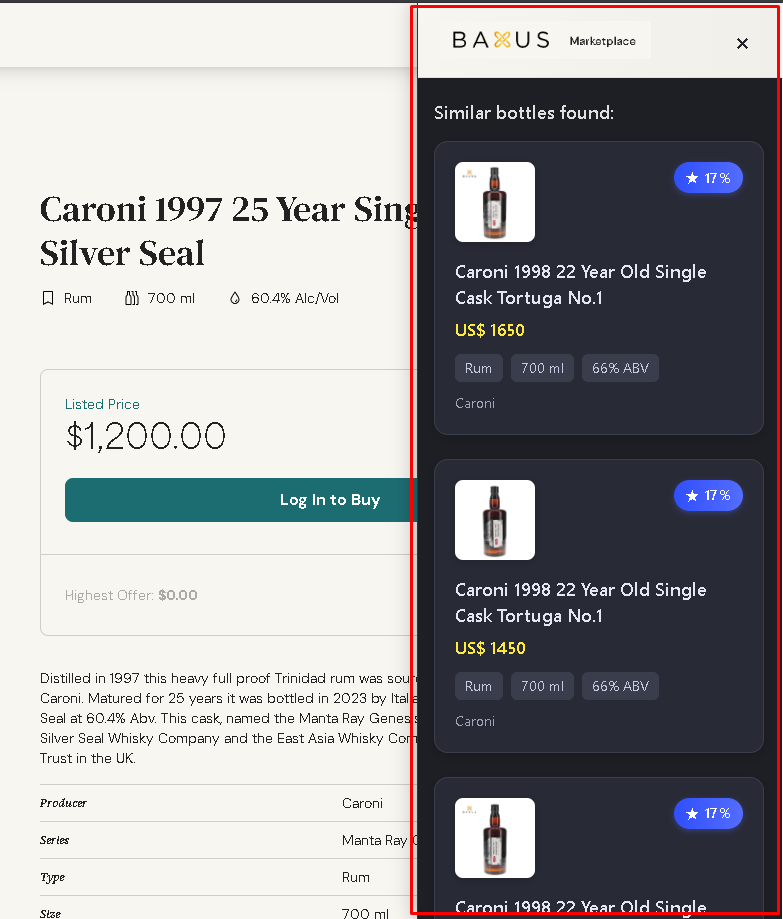 Caroni 1997 25 Year Sing
Silver Seal
Rum
700 ml
60.4% Alc/Vol
Listed Price
$1,200.00
Log In to Buy
Highest Offer: $0.00
Distilled in 1997 this heavy full proof Trinidad rum was sour
Caroni. Matured for 25 years it was bottled in 2023 by Itali
Seal at 60.4% Abv. This cask, named the Manta Ray Genes
Silver Seal Whisky Company and the East Asia Whisky Com
Trust in the UK.
Producer
Caroni
Series
Manta Ray G
Type
Rum
Size
700 ml
BAXUS Marketplace
×
Similar bottles found:
★ 17%
Caroni 1998 22 Year Old Single
Cask Tortuga No.1
US$ 1650
Rum
700 ml
66% ABV
Caroni
★ 17%
Caroni 1998 22 Year Old Single
Cask Tortuga No.1
US$ 1450
Rum
700 ml
66% ABV
Caroni
★ 17%
Caroni 1998 22 Year Old Single